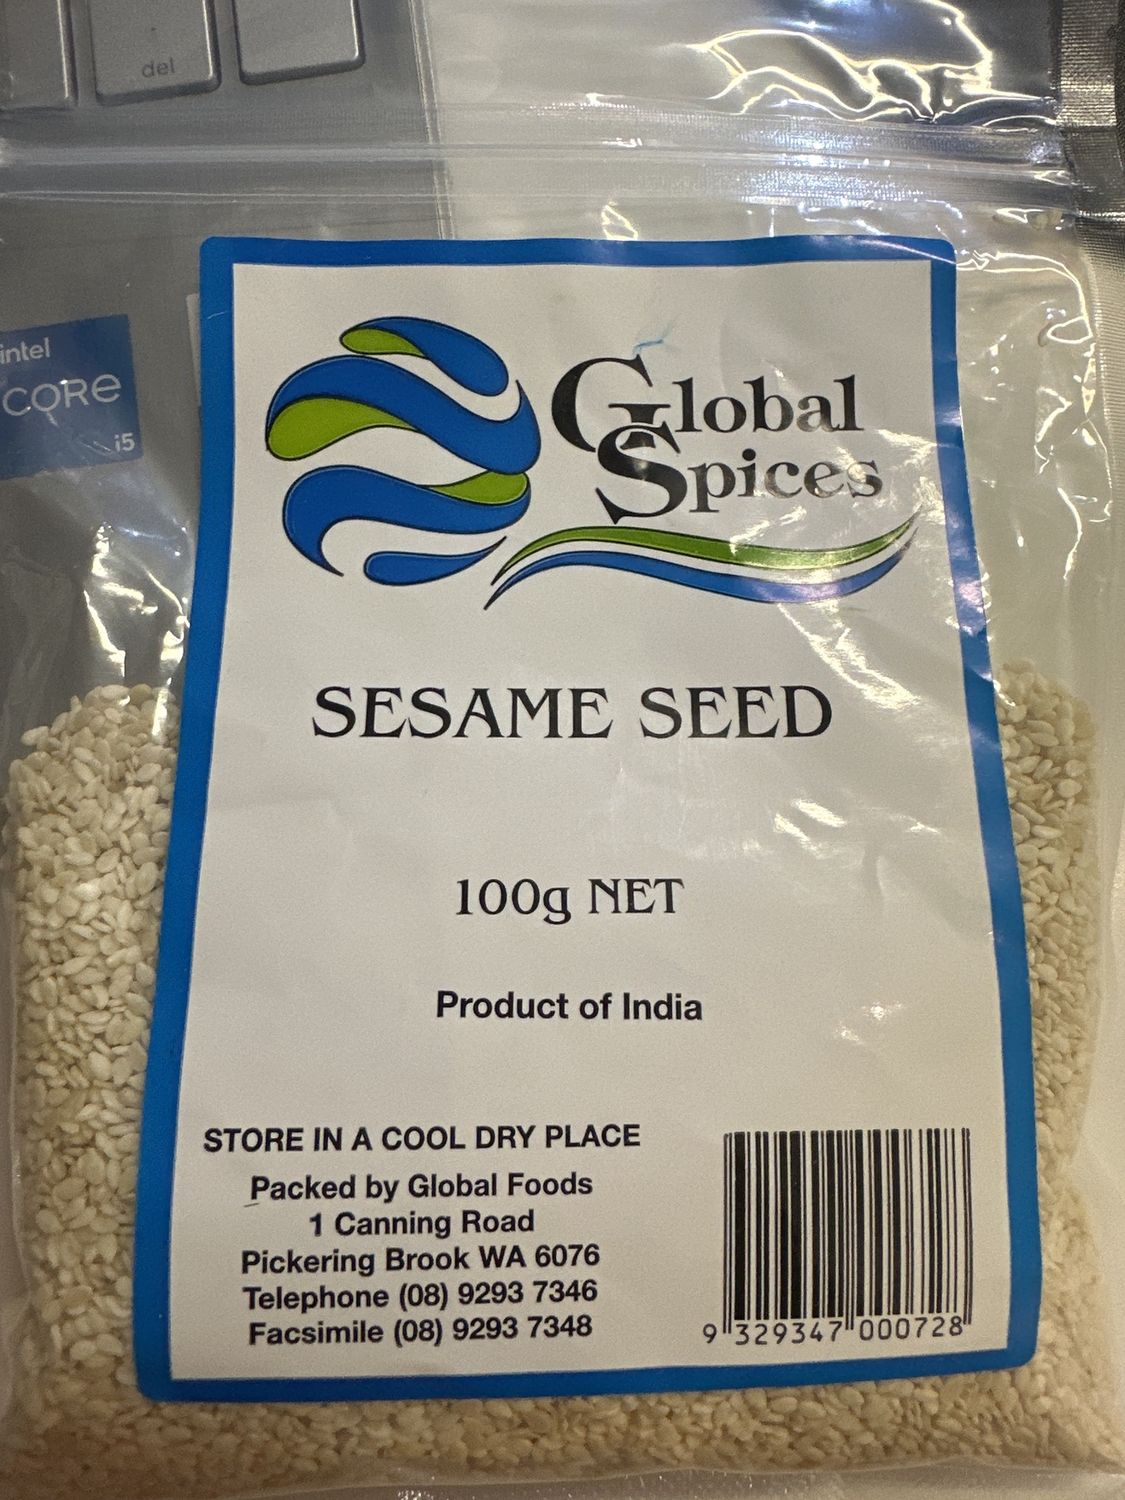 del
intel
CORe
i5
Global
Spices
SESAME SEED
100g NET
Product of India
STORE IN A COOL DRY PLACE
Packed by Global Foods
1 Canning Road
Pickering Brook WA 6076
Telephone (08) 9293 7346
Facsimile (08) 9293 7348
9 329347 000728